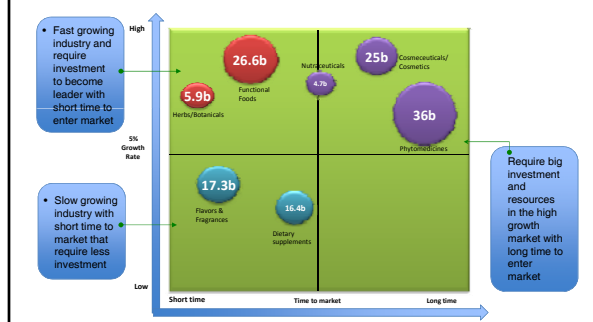 • Fast growing
industry and
require
investment
to become
leader with
short time to
enter market
High
5%
Growth
Rate
26.6b
Functional
Foods
5.9b
Herbs/Botanicals
Nutraceuticals
4.7b
25b
Cosmeceuticals/
Cosmetics
36b
Phytomedicines
• Slow growing
industry with
short time to
market that
require less
investment
17.3b
Flavors &
Fragrances
16.4b
Dietary
supplements
Require big
investment
and
resources
in the high
growth
market with
long time to
enter
market
Low
Short time
Time to market
Long time